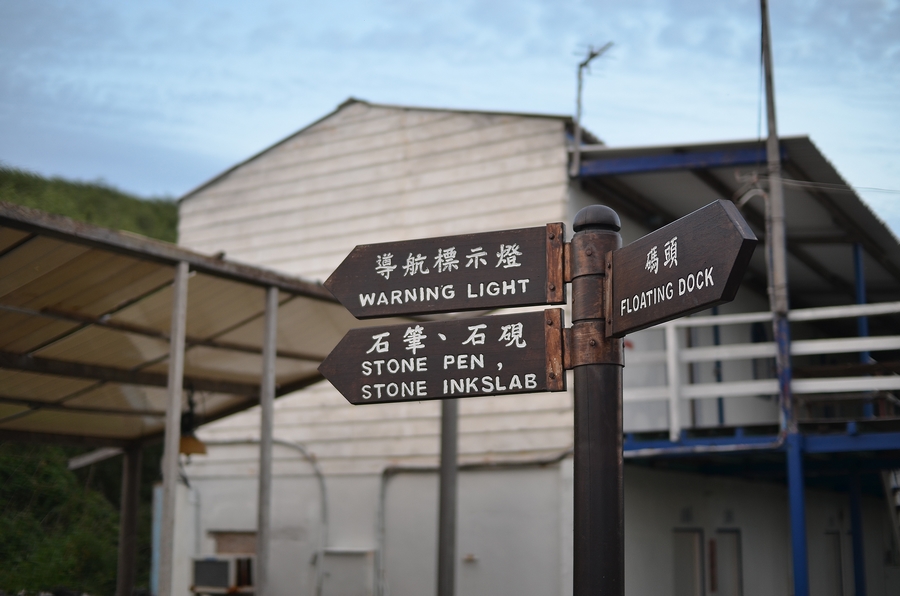 導航標示燈
WARNING LIGHT
石筆、石硯
STONE PEN,
STONE INKSLAB
碼頭
FLOATING DOCK